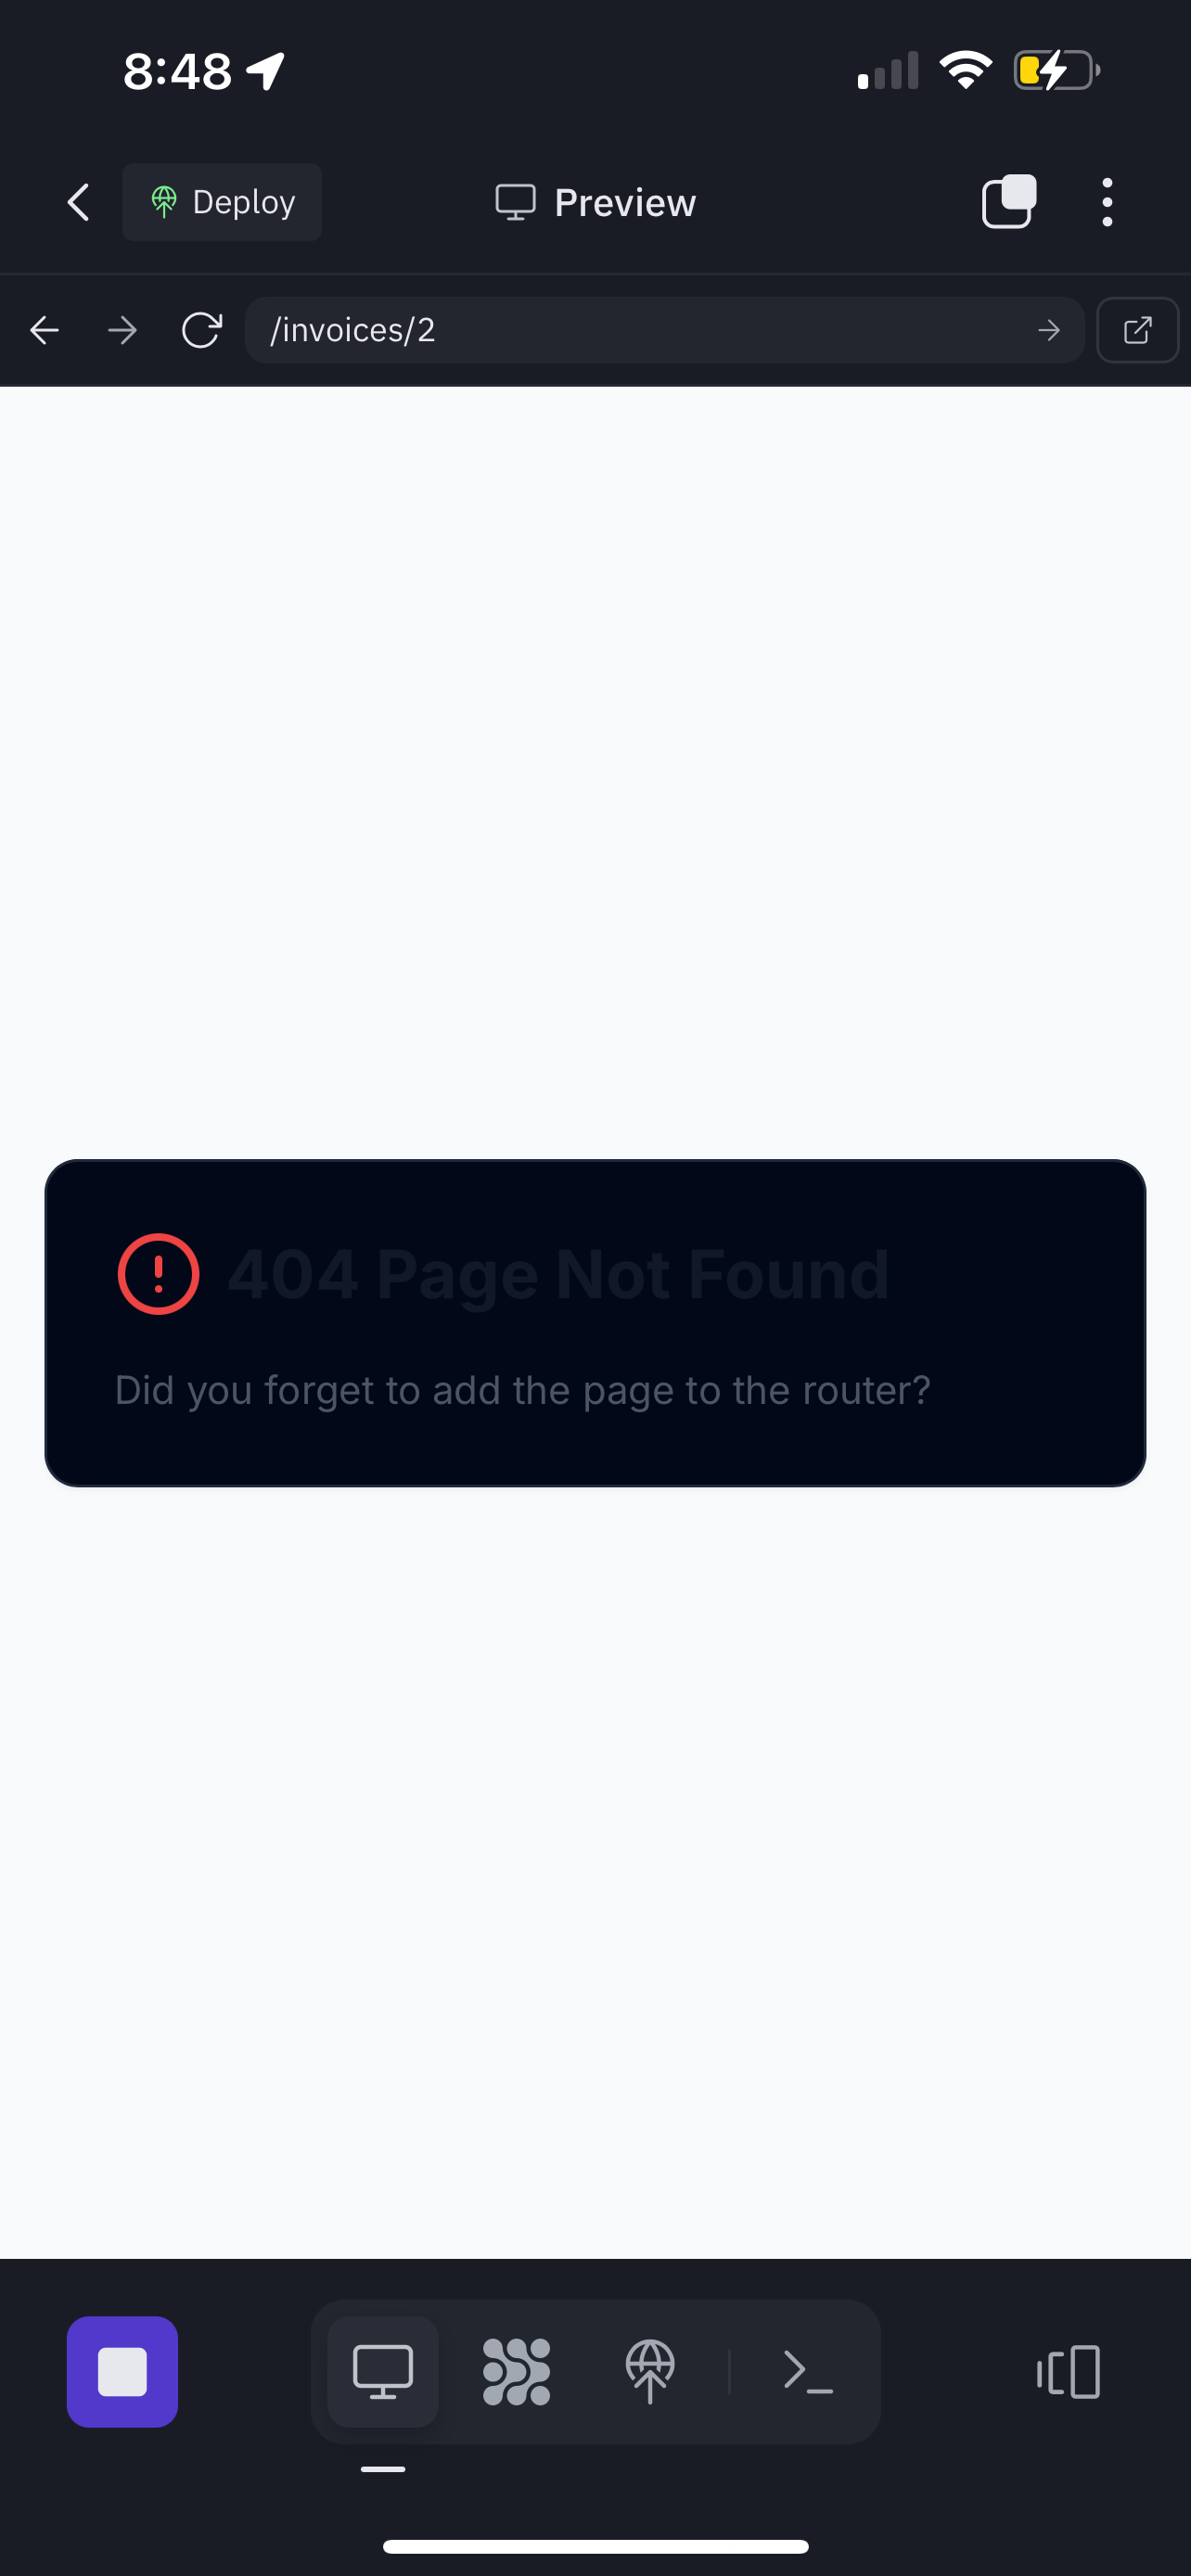 8:48
Deploy
Preview
/invoices/2
404 Page Not Found
Did you forget to add the page to the router?